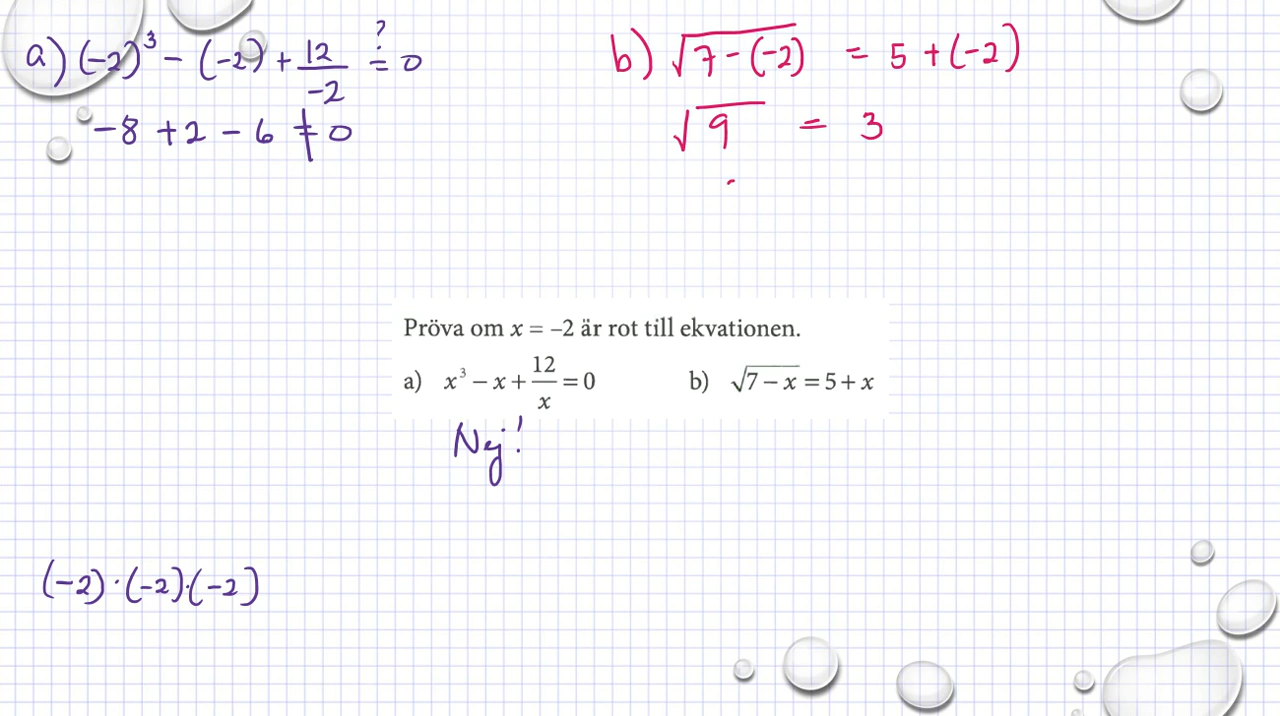 a) (-2)³ - (-2) + 12/-2 ≟ 0
-8 + 2 - 6 ≠ 0
b) √(7 - (-2)) = 5 + (-2)
√9 = 3
Pröva om x = –2 är rot till ekvationen.
a) x³ – x + 12/x = 0 b) √(7 – x) = 5 + x
Nej!
(-2)·(-2)·(-2)